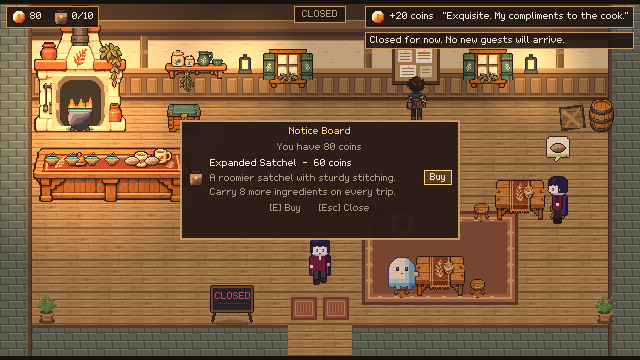 80
0/10
CLOSED
+20 coins "Exquisite. My compliments to the cook."
Closed for now. No new guests will arrive.
Notice Board
You have 80 coins
Expanded Satchel - 60 coins
A roomier satchel with sturdy stitching.
Carry 8 more ingredients on every trip.
Buy
[E] Buy [Esc] Close
CLOSED